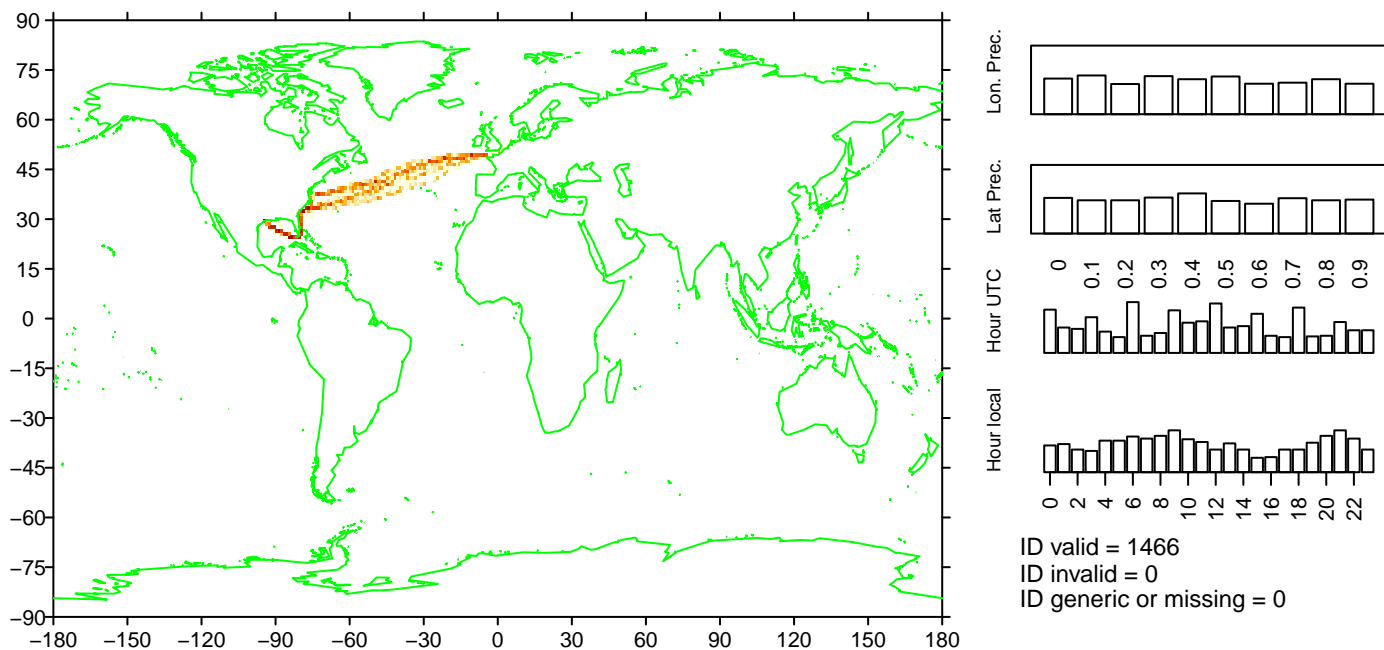 90
75
60
45
30
15
0
−15
−30
−45
−60
−75
−90
−180 −150 −120 −90 −60 −30 0 30 60 90 120 150 180
Lon. Prec.
Lat Prec.
0 0.1 0.2 0.3 0.4 0.5 0.6 0.7 0.8 0.9
Hour UTC
Hour local
0 2 4 6 8 10 12 14 16 18 20 22
ID valid = 1466
ID invalid = 0
ID generic or missing = 0